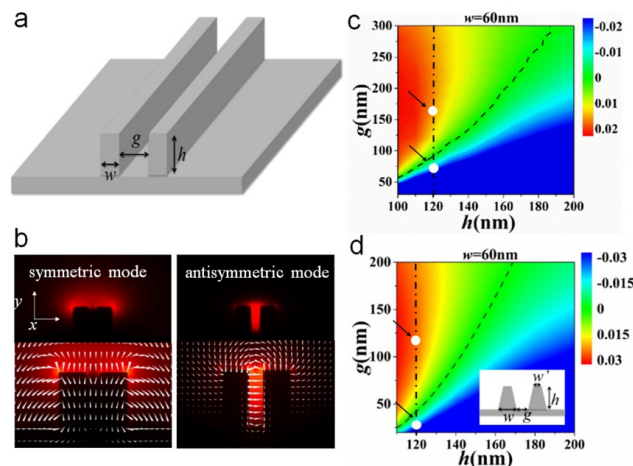 a
w
g
h
b
symmetric mode
antisymmetric mode
y
x
c
w=60nm
g(nm)
300
250
200
150
100
50
100 120 140 160 180 200
h(nm)
-0.02
-0.01
0
0.01
0.02
d
w=60nm
g(nm)
200
150
100
50
120 140 160 180 200
h(nm)
-0.03
-0.015
0
0.015
0.03
w'
h
w
g